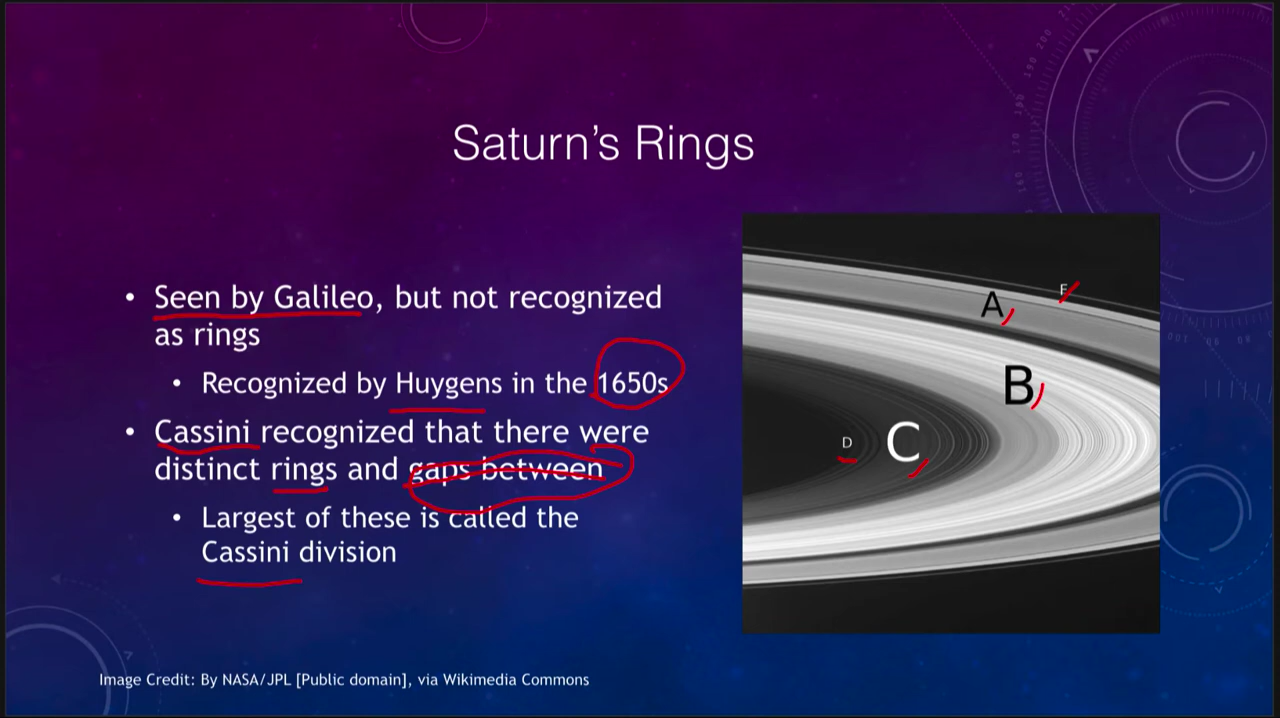 Saturn's Rings
• Seen by Galileo, but not recognized
as rings
• Recognized by Huygens in the 1650s
• Cassini recognized that there were
distinct rings and gaps between
• Largest of these is called the
Cassini division
F
A
B
D
C
Image Credit: By NASA/JPL [Public domain], via Wikimedia Commons